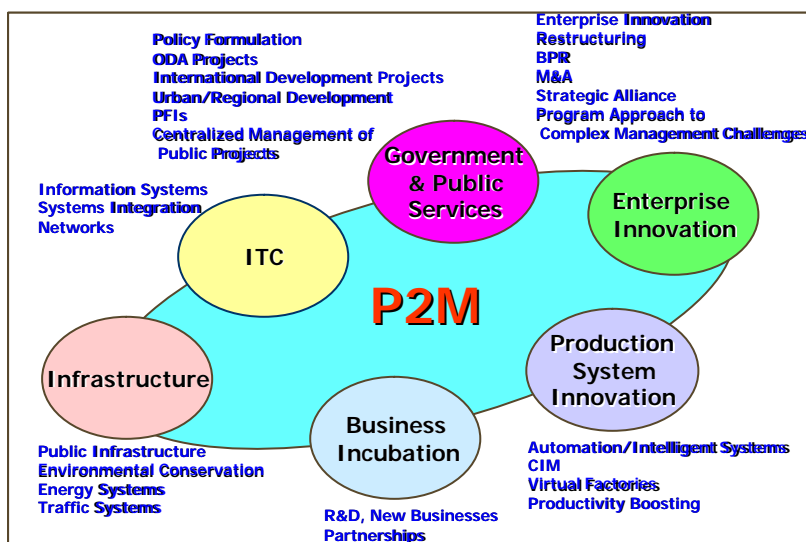 Policy Formulation
ODA Projects
International Development Projects
Urban/Regional Development
PFIs
Centralized Management of
Public Projects
Enterprise Innovation
Restructuring
BPR
M&A
Strategic Alliance
Program Approach to
Complex Management Challenges
Government
& Public
Services
Enterprise
Innovation
Information Systems
Systems Integration
Networks
ITC
P2M
Infrastructure
Production
System
Innovation
Business
Incubation
Public Infrastructure
Environmental Conservation
Energy Systems
Traffic Systems
Automation/Intelligent Systems
CIM
Virtual Factories
Productivity Boosting
R&D, New Businesses
Partnerships